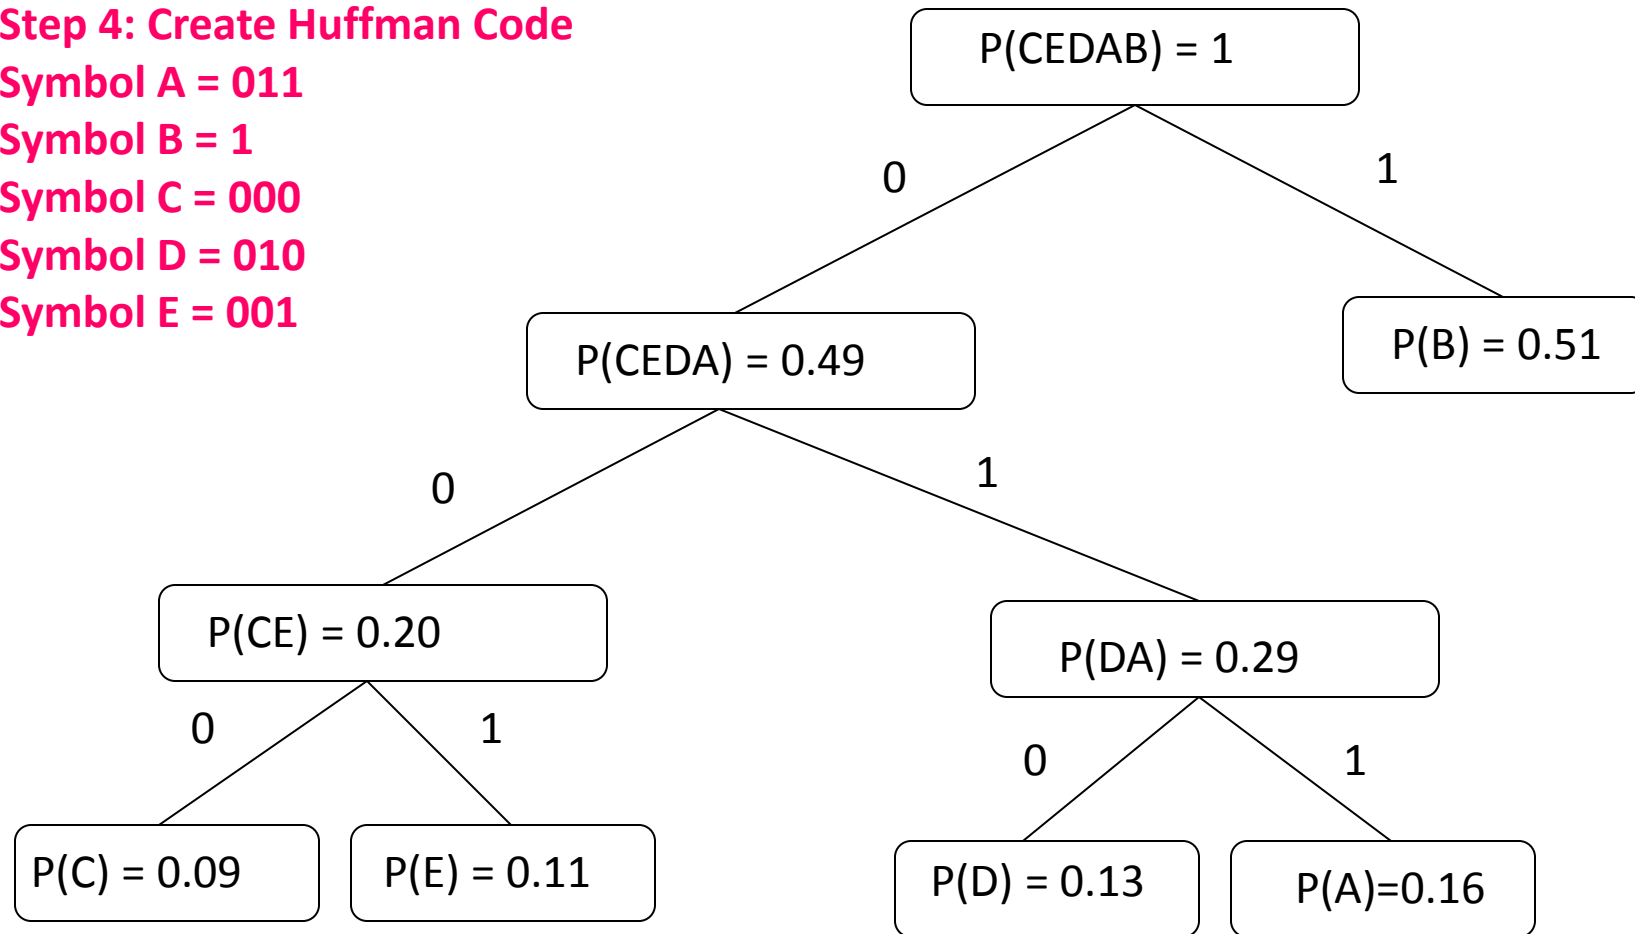 Step 4: Create Huffman Code
Symbol A = 011
Symbol B = 1
Symbol C = 000
Symbol D = 010
Symbol E = 001
P(CEDAB) = 1
0
1
P(CEDA) = 0.49
P(B) = 0.51
0
1
P(CE) = 0.20
P(DA) = 0.29
0
1
0
1
P(C) = 0.09
P(E) = 0.11
P(D) = 0.13
P(A)=0.16